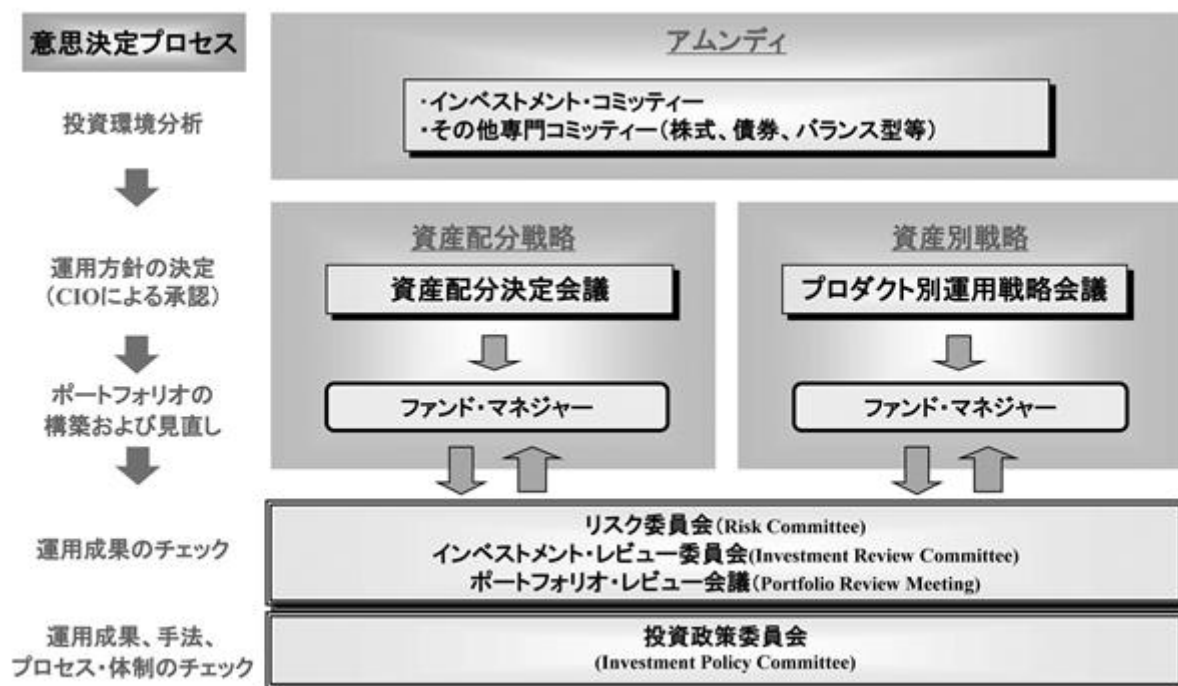 意思決定プロセス
アムンディ
・インベストメント・コミッティー
・その他専門コミッティー(株式、債券、バランス型等)
投資環境分析
資産配分戦略
資産別戦略
運用方針の決定
(CIOによる承認)
資産配分決定会議
プロダクト別運用戦略会議
ポートフォリオの
構築および見直し
ファンド・マネジャー
ファンド・マネジャー
運用成果のチェック
リスク委員会(Risk Committee)
インベストメント・レビュー委員会(Investment Review Committee)
ポートフォリオ・レビュー会議(Portfolio Review Meeting)
運用成果、手法、
プロセス・体制のチェック
投資政策委員会
(Investment Policy Committee)